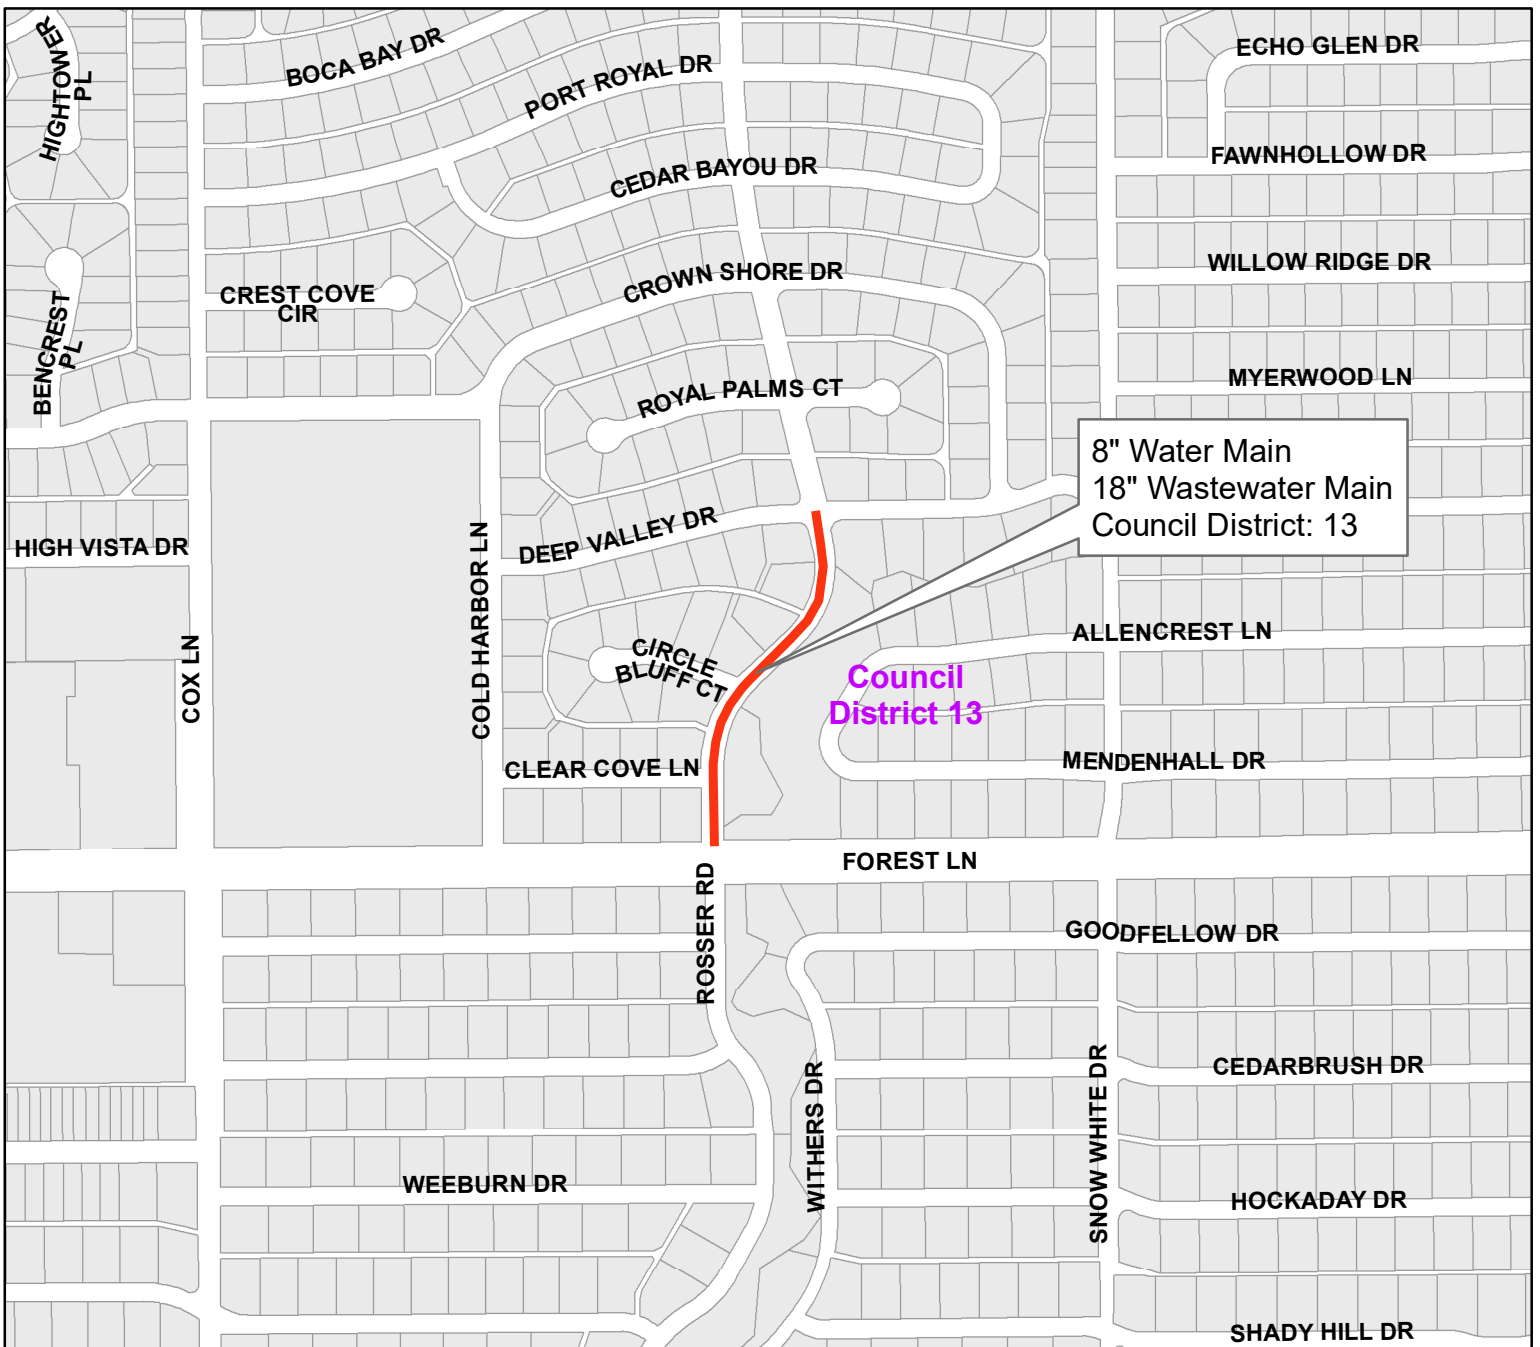 HIGHTOWER
PL
BOCA BAY DR
PORT ROYAL DR
ECHO GLEN DR
FAWNHOLLOW DR
CEDAR BAYOU DR
WILLOW RIDGE DR
CROWN SHORE DR
CREST COVE
CIR
BENCREST
PL
MYERWOOD LN
ROYAL PALMS CT
8" Water Main
18" Wastewater Main
Council District: 13
DEEP VALLEY DR
HIGH VISTA DR
COLD HARBOR LN
COX LN
ALLENCREST LN
CIRCLE
BLUFF CT
Council
District 13
CLEAR COVE LN
MENDENHALL DR
FOREST LN
ROSSER RD
GOODFELLOW DR
CEDARBRUSH DR
WITHERS DR
SNOW WHITE DR
WEEBURN DR
HOCKADAY DR
SHADY HILL DR